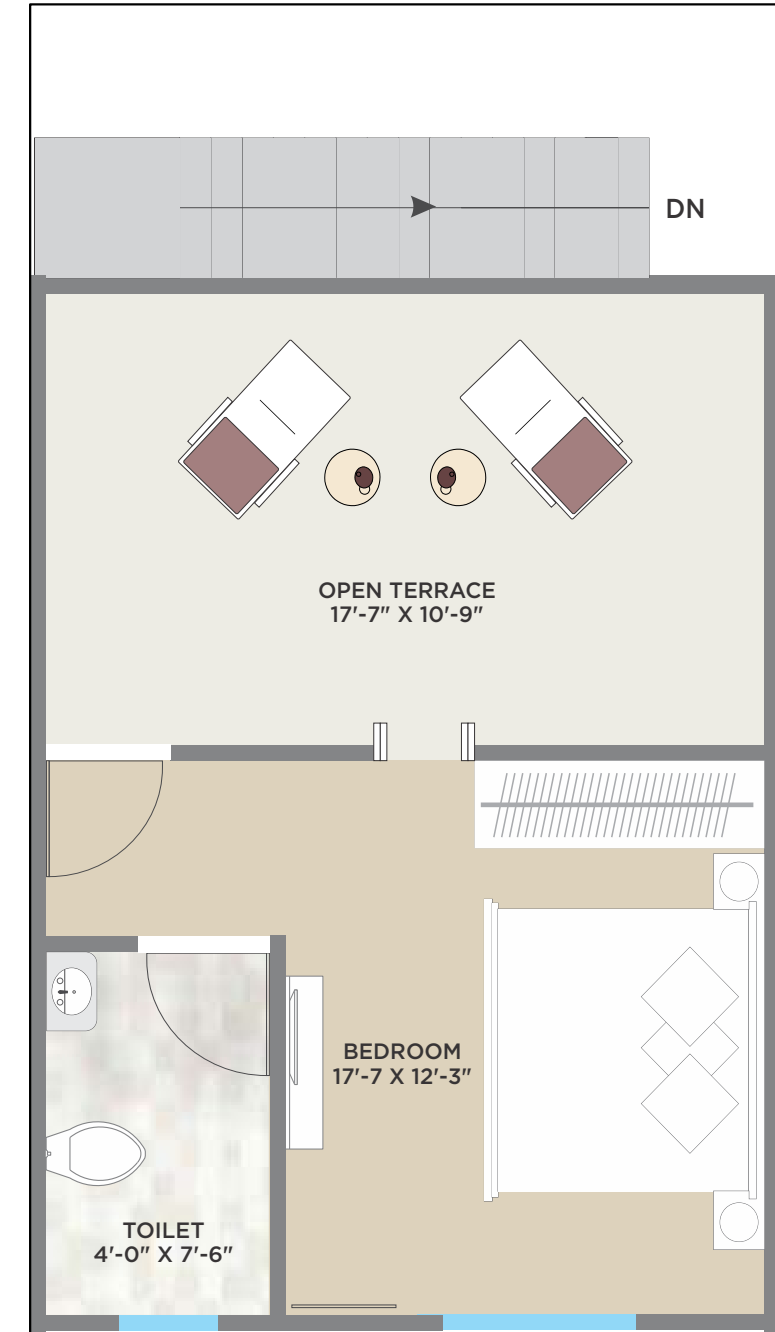 DN
OPEN TERRACE
17'-7" X 10'-9"
BEDROOM
17'-7 X 12'-3"
TOILET
4'-0" X 7'-6"